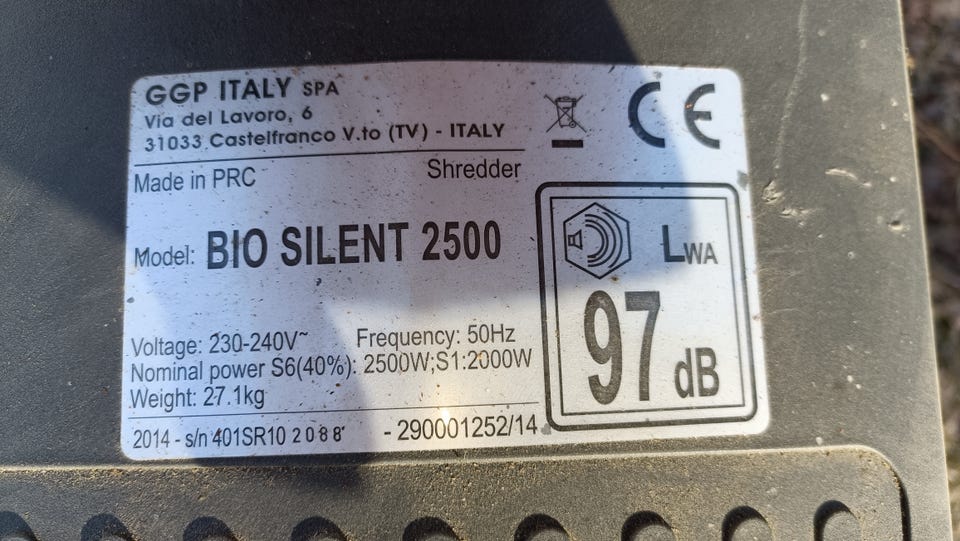 GGP ITALY SPA
Via del Lavoro, 6
31033 Castelfranco V.to (TV) - ITALY
CE
Made in PRC
Shredder
Model: BIO SILENT 2500
LWA
97 dB
Voltage: 230-240V~ Frequency: 50Hz
Nominal power S6(40%): 2500W;S1:2000W
Weight: 27.1kg
2014 - s/n 401SR10 2088 - 290001252/14